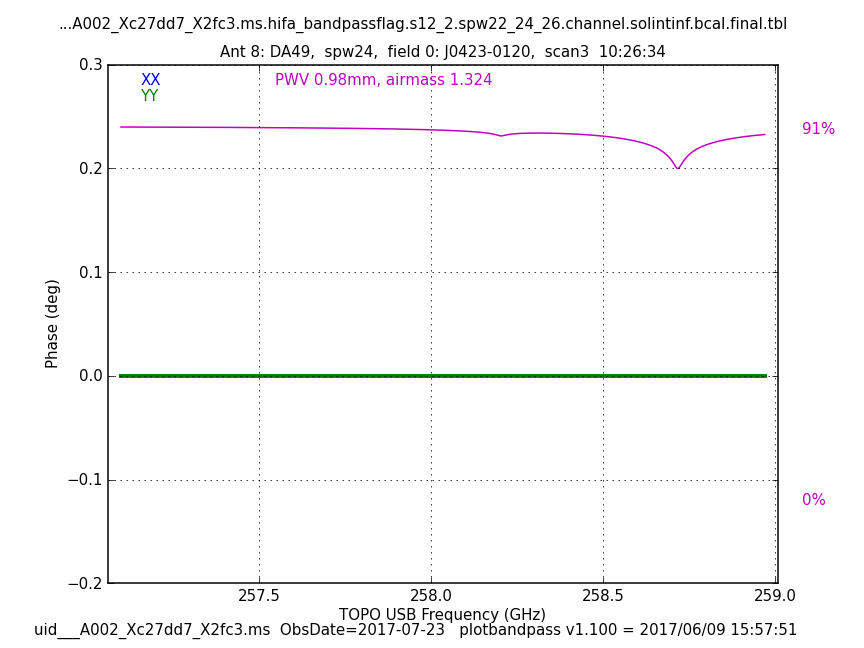 ...A002_Xc27dd7_X2fc3.ms.hifa_bandpassflag.s12_2.spw22_24_26.channel.solintinf.bcal.final.tbl
Ant 8: DA49,  spw24,  field 0: J0423-0120,  scan3  10:26:34
XX
YY
PWV 0.98mm, airmass 1.324
91%
0%
0.3
0.2
0.1
0.0
−0.1
−0.2
Phase (deg)
257.5
258.0
258.5
259.0
TOPO USB Frequency (GHz)
uid___A002_Xc27dd7_X2fc3.ms  ObsDate=2017-07-23   plotbandpass v1.100 = 2017/06/09 15:57:51